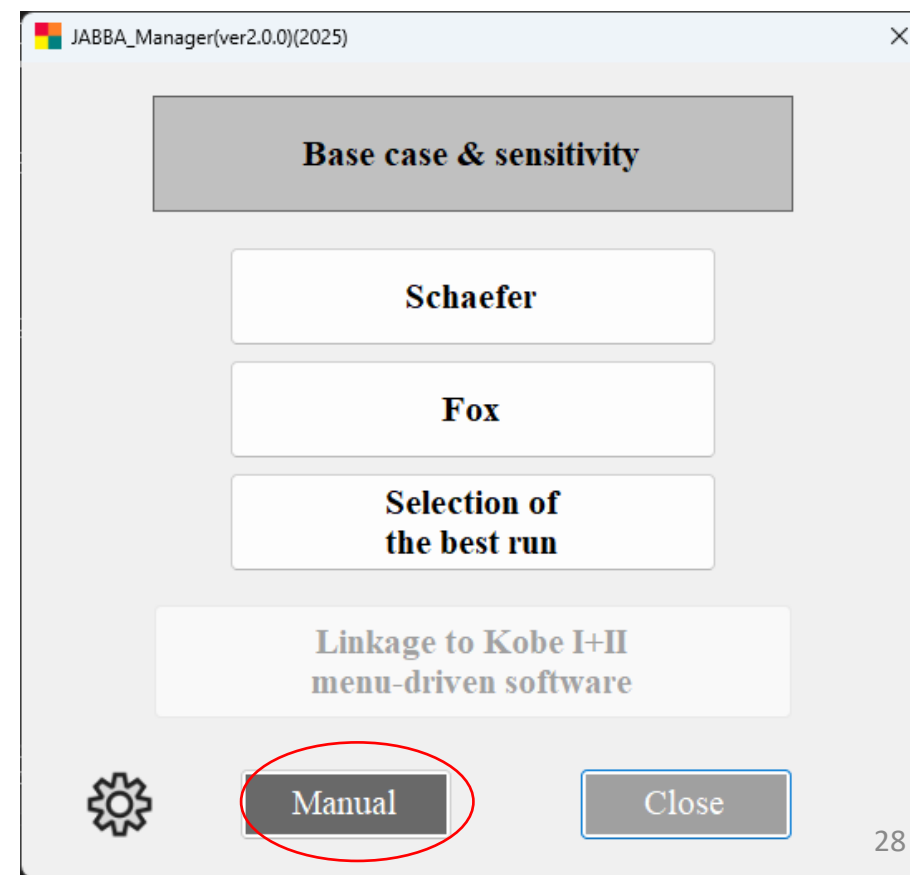 JABBA_Manager(ver2.0.0)(2025)
Base case & sensitivity
Schaefer
Fox
Selection of
the best run
Linkage to Kobe I+II
menu-driven software
Manual
Close
28